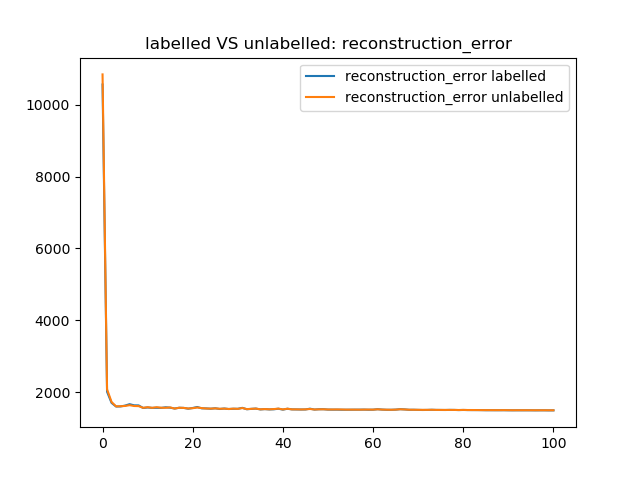 labelled VS unlabelled: reconstruction_error
reconstruction_error labelled
reconstruction_error unlabelled
10000
8000
6000
4000
2000
0 20 40 60 80 100